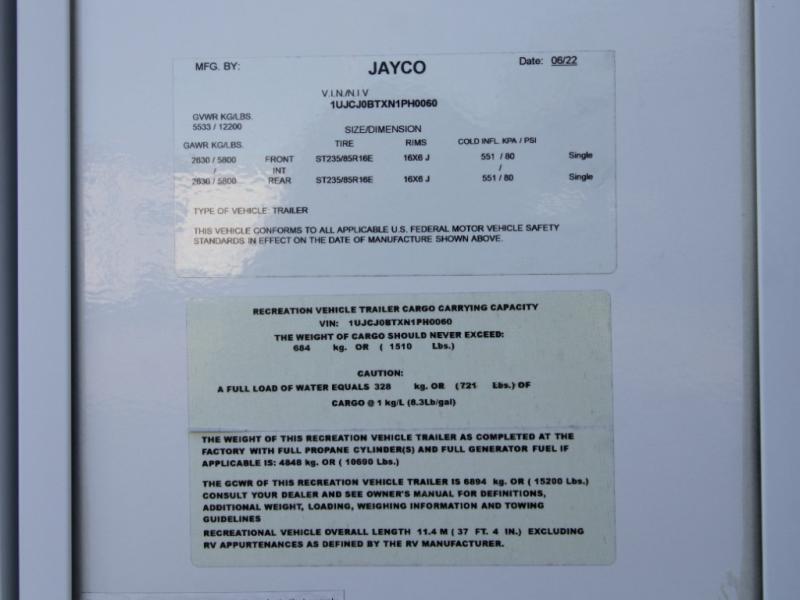 MFG. BY: JAYCO Date: 06/22
V.I.N./N.I.V
1UJCJ0BTXN1PH0060
GVWR KG/LBS.
5533 / 12200
SIZE/DIMENSION
GAWR KG/LBS. TIRE RIMS COLD INFL. KPA / PSI
2630 / 5800 FRONT ST235/85R16E 16X6 J 551 / 80 Single
/ INT /
2630 / 5800 REAR ST235/85R16E 16X6 J 551 / 80 Single
TYPE OF VEHICLE: TRAILER
THIS VEHICLE CONFORMS TO ALL APPLICABLE U.S. FEDERAL MOTOR VEHICLE SAFETY
STANDARDS IN EFFECT ON THE DATE OF MANUFACTURE SHOWN ABOVE.
RECREATION VEHICLE TRAILER CARGO CARRYING CAPACITY
VIN: 1UJCJ0BTXN1PH0060
THE WEIGHT OF CARGO SHOULD NEVER EXCEED:
684 kg. OR ( 1510 Lbs.)
CAUTION:
A FULL LOAD OF WATER EQUALS 328 kg. OR (721 Lbs.) OF
CARGO @ 1 kg/L (8.3Lb/gal)
THE WEIGHT OF THIS RECREATION VEHICLE TRAILER AS COMPLETED AT THE
FACTORY WITH FULL PROPANE CYLINDER(S) AND FULL GENERATOR FUEL IF
APPLICABLE IS: 4848 kg. OR ( 10690 Lbs.)
THE GCWR OF THIS RECREATION VEHICLE TRAILER IS 6894 kg. OR ( 15200 Lbs.)
CONSULT YOUR DEALER AND SEE OWNER'S MANUAL FOR DEFINITIONS,
ADDITIONAL WEIGHT, LOADING, WEIGHING INFORMATION AND TOWING
GUIDELINES
RECREATIONAL VEHICLE OVERALL LENGTH 11.4 M ( 37 FT. 4 IN.) EXCLUDING
RV APPURTENANCES AS DEFINED BY THE RV MANUFACTURER.